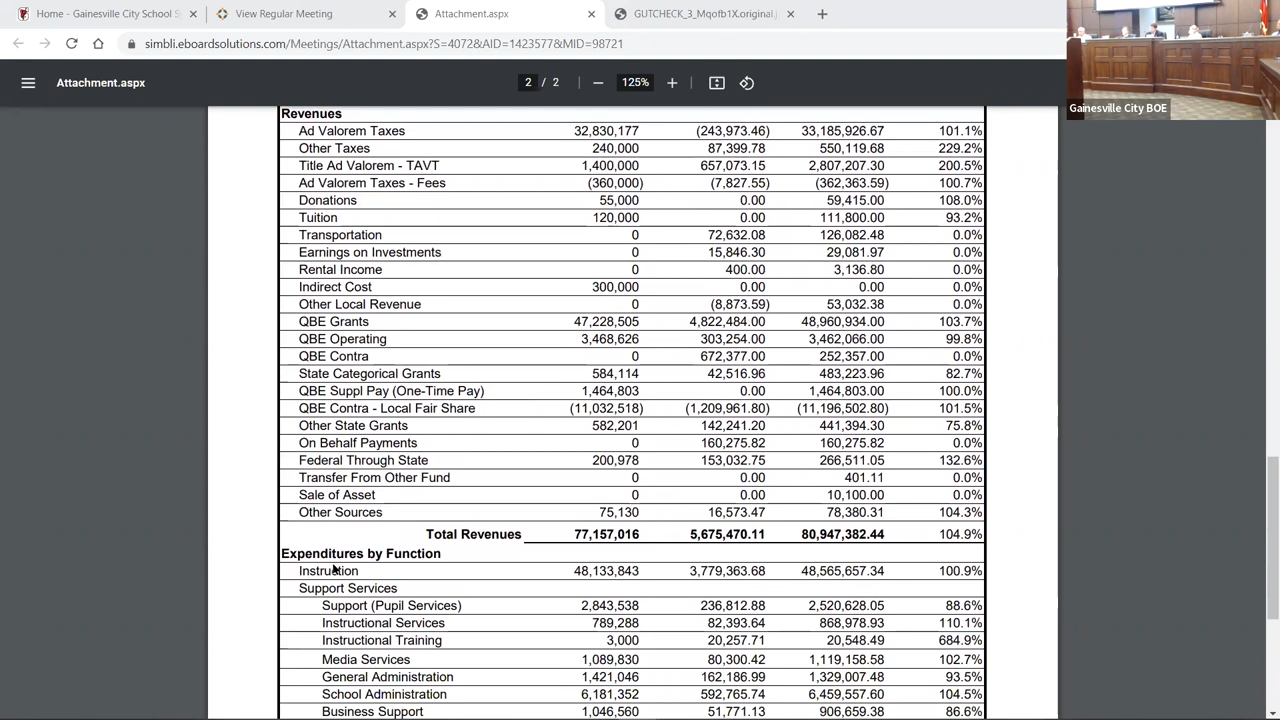 Home - Gainesville City School S
View Regular Meeting
Attachment.aspx
GUTCHECK_3_Mqofb1X.original.j
Attachment.aspx
2 / 2
125%
Gainesville City BOE
Revenues
Ad Valorem Taxes 32,830,177 (243,973.46) 33,185,926.67 101.1%
Other Taxes 240,000 87,399.78 550,119.68 229.2%
Title Ad Valorem - TAVT 1,400,000 657,073.15 2,807,207.30 200.5%
Ad Valorem Taxes - Fees (360,000) (7,827.55) (362,363.59) 100.7%
Donations 55,000 0.00 59,415.00 108.0%
Tuition 120,000 0.00 111,800.00 93.2%
Transportation 0 72,632.08 126,082.48 0.0%
Earnings on Investments 0 15,846.30 29,081.97 0.0%
Rental Income 0 400.00 3,136.80 0.0%
Indirect Cost 300,000 0.00 0.00 0.0%
Other Local Revenue 0 (8,873.59) 53,032.38 0.0%
QBE Grants 47,228,505 4,822,484.00 48,960,934.00 103.7%
QBE Operating 3,468,626 303,254.00 3,462,066.00 99.8%
QBE Contra 0 672,377.00 252,357.00 0.0%
State Categorical Grants 584,114 42,516.96 483,223.96 82.7%
QBE Suppl Pay (One-Time Pay) 1,464,803 0.00 1,464,803.00 100.0%
QBE Contra - Local Fair Share (11,032,518) (1,209,961.80) (11,196,502.80) 101.5%
Other State Grants 582,201 142,241.20 441,394.30 75.8%
On Behalf Payments 0 160,275.82 160,275.82 0.0%
Federal Through State 200,978 153,032.75 266,511.05 132.6%
Transfer From Other Fund 0 0.00 401.11 0.0%
Sale of Asset 0 0.00 10,100.00 0.0%
Other Sources 75,130 16,573.47 78,380.31 104.3%
Total Revenues 77,157,016 5,675,470.11 80,947,382.44 104.9%
Expenditures by Function
Instruction 48,133,843 3,779,363.68 48,565,657.34 100.9%
Support Services
Support (Pupil Services) 2,843,538 236,812.88 2,520,628.05 88.6%
Instructional Services 789,288 82,393.64 868,978.93 110.1%
Instructional Training 3,000 20,257.71 20,548.49 684.9%
Media Services 1,089,830 80,300.42 1,119,158.58 102.7%
General Administration 1,421,046 162,186.99 1,329,007.48 93.5%
School Administration 6,181,352 592,765.74 6,459,557.60 104.5%
Business Support 1,046,560 51,771.13 906,659.38 86.6%